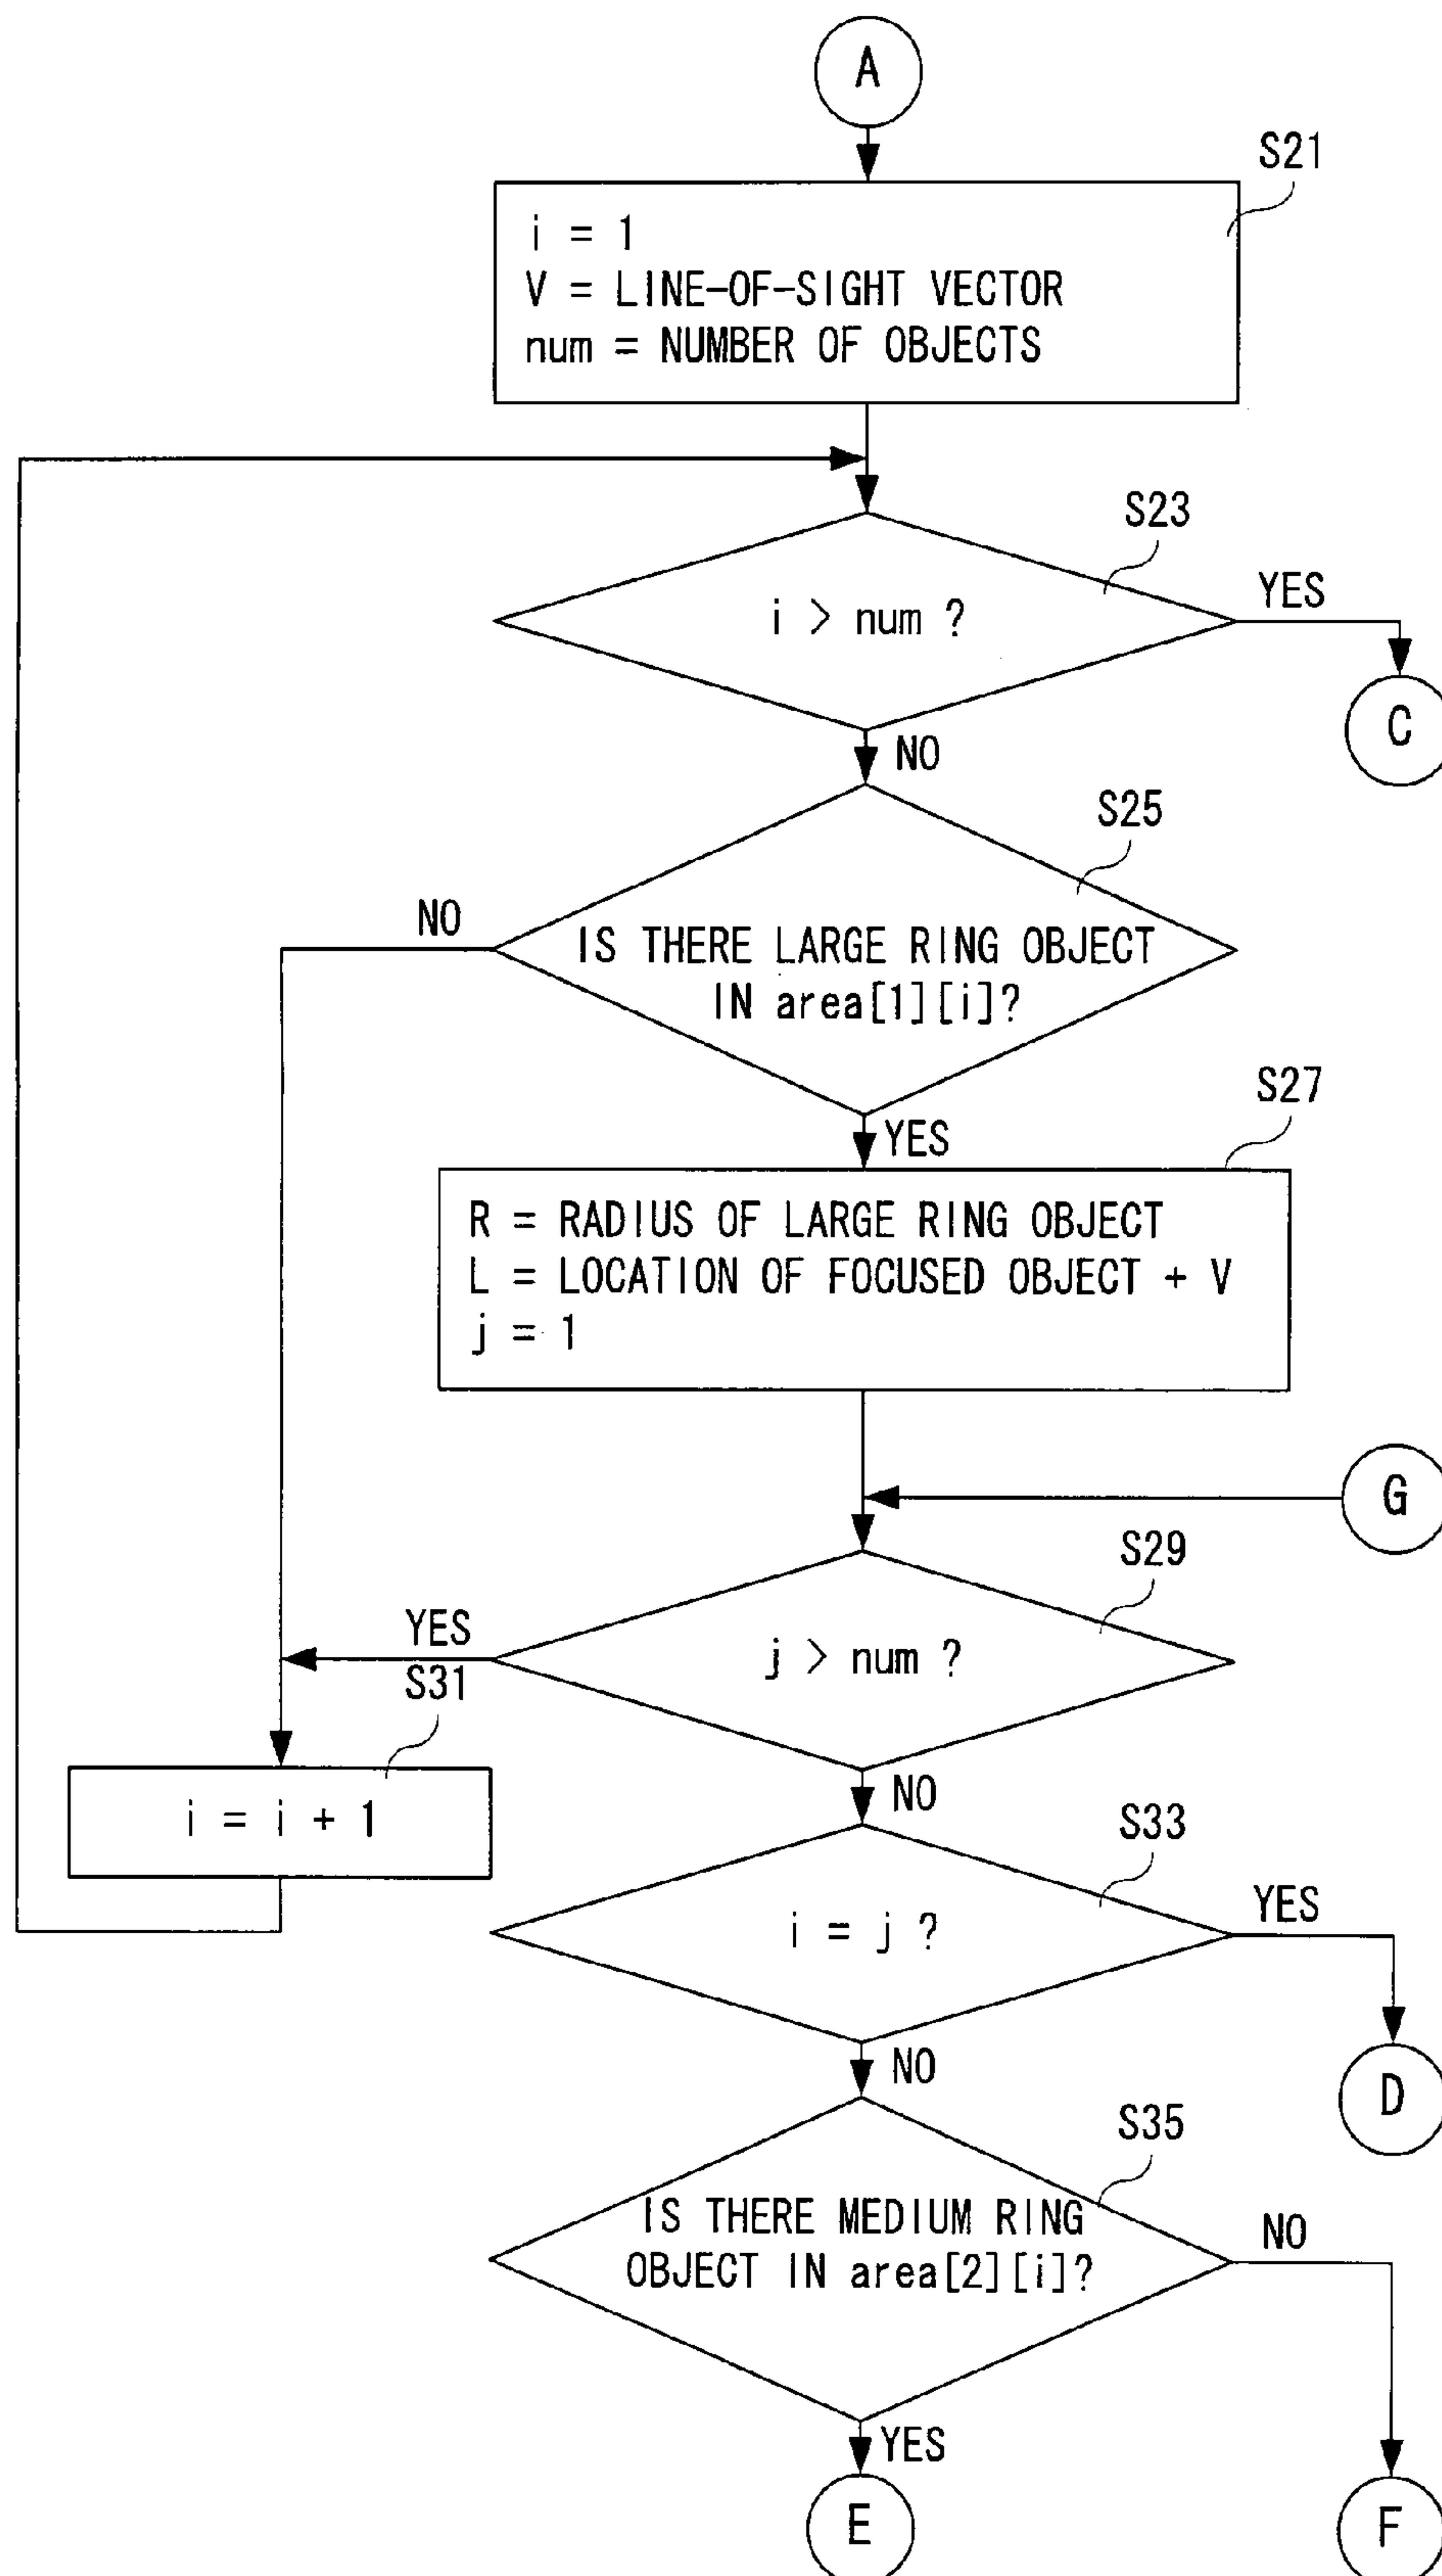 A
S21
i = 1
V = LINE-OF-SIGHT VECTOR
num = NUMBER OF OBJECTS
S23
i > num ?
YES
C
NO
S25
NO
IS THERE LARGE RING OBJECT
IN area[1][i]?
S27
YES
R = RADIUS OF LARGE RING OBJECT
L = LOCATION OF FOCUSED OBJECT + V
j = 1
G
S29
YES
j > num ?
S31
NO
i = i + 1
S33
i = j ?
YES
NO
D
S35
IS THERE MEDIUM RING
OBJECT IN area[2][i]?
NO
YES
E
F